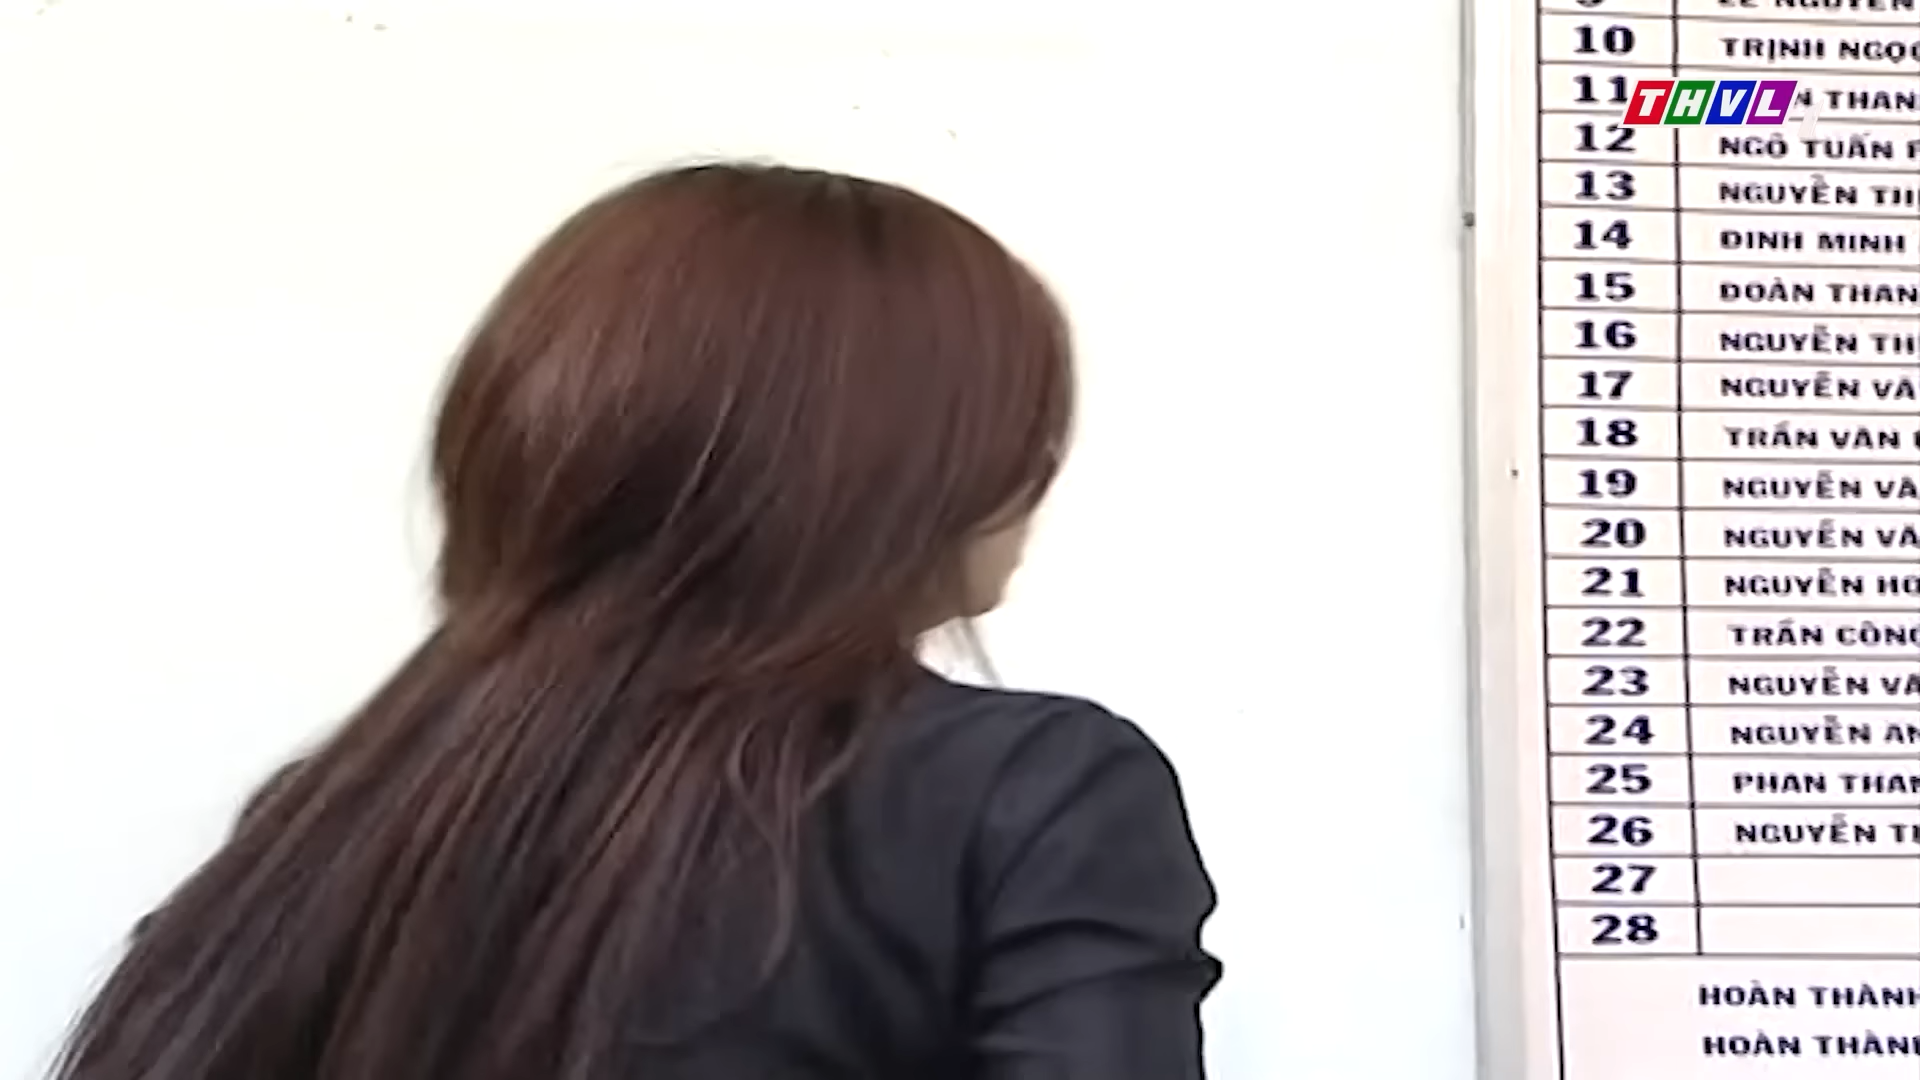 10 TRỊNH NGỌC
11 THAN
THVL
12 NGÔ TUẤN
13 NGUYỄN TH
14 ĐINH MINH
15 ĐOÀN THAN
16 NGUYỄN TH
17 NGUYỄN VĂ
18 TRẦN VĂN
19 NGUYỄN VĂ
20 NGUYỄN VĂ
21 NGUYỄN HO
22 TRẦN CÔNG
23 NGUYỄN VĂ
24 NGUYỄN AN
25 PHAN THAN
26 NGUYỄN T
27
28
HOÀN THÀNH
HOÀN THÀNH